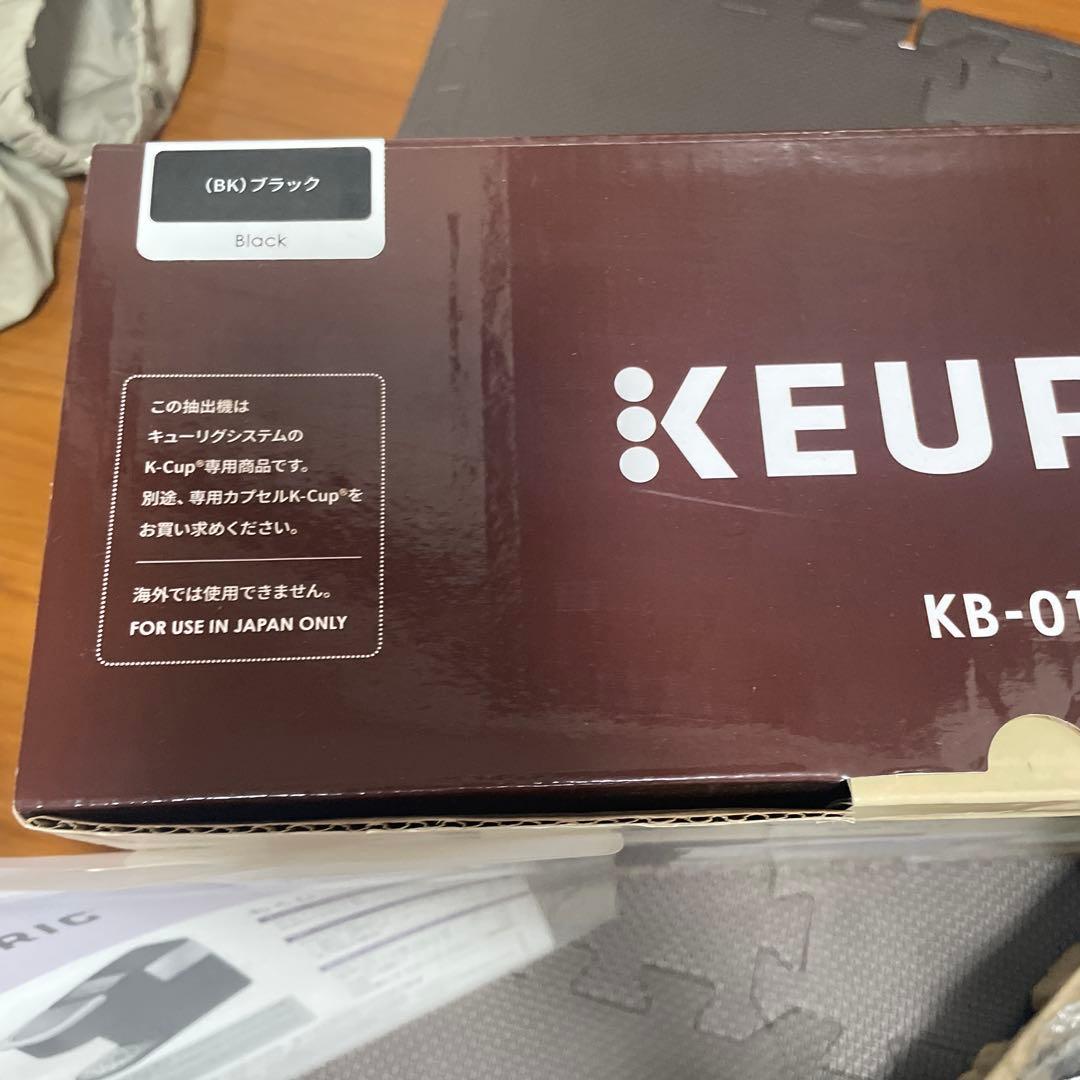 (BK)ブラック
Black
この抽出機は
キューリグシステムの
K-Cup®専用商品です。
別途、専用カプセルK-Cup®を
お買い求めください。
海外では使用できません。
FOR USE IN JAPAN ONLY
KEUR
KB-01
RIG